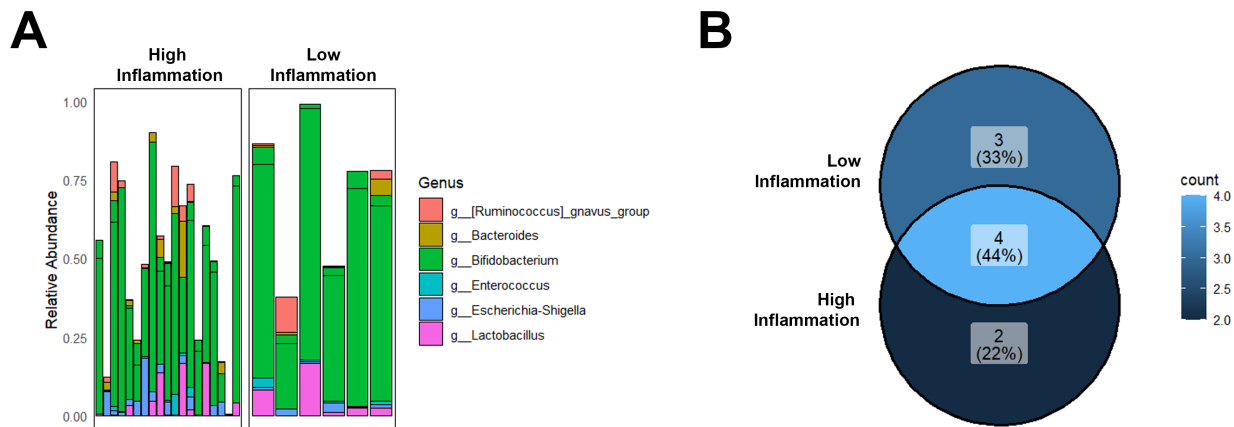 A
High
Inflammation
Low
Inflammation
1.00
0.75
0.50
0.25
0.00
Relative Abundance
Genus
g__[Ruminococcus]_gnavus_group
g__Bacteroides
g__Bifidobacterium
g__Enterococcus
g__Escherichia-Shigella
g__Lactobacillus
B
Low
Inflammation
High
Inflammation
3
(33%)
4
(44%)
2
(22%)
count
4.0
3.5
3.0
2.5
2.0